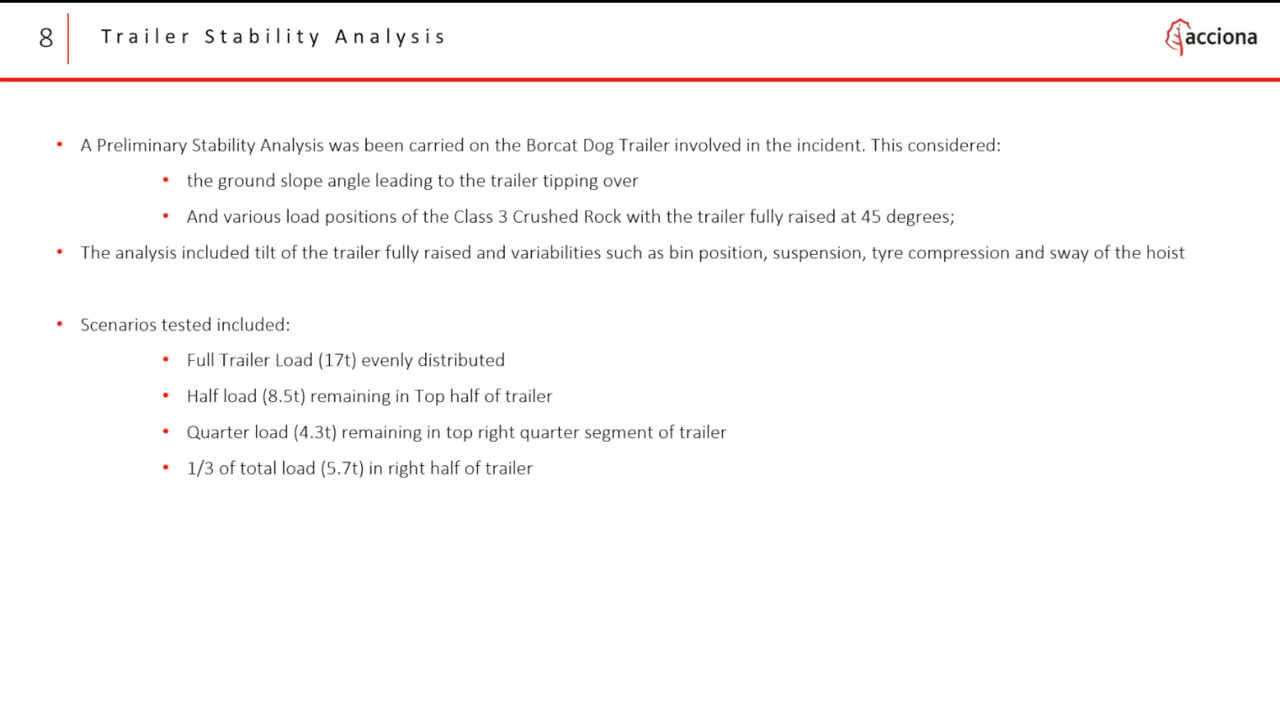 8
Trailer Stability Analysis
acciona
• A Preliminary Stability Analysis was been carried on the Borcat Dog Trailer involved in the incident. This considered:
• the ground slope angle leading to the trailer tipping over
• And various load positions of the Class 3 Crushed Rock with the trailer fully raised at 45 degrees;
• The analysis included tilt of the trailer fully raised and variabilities such as bin position, suspension, tyre compression and sway of the hoist
• Scenarios tested included:
• Full Trailer Load (17t) evenly distributed
• Half load (8.5t) remaining in Top half of trailer
• Quarter load (4.3t) remaining in top right quarter segment of trailer
• 1/3 of total load (5.7t) in right half of trailer